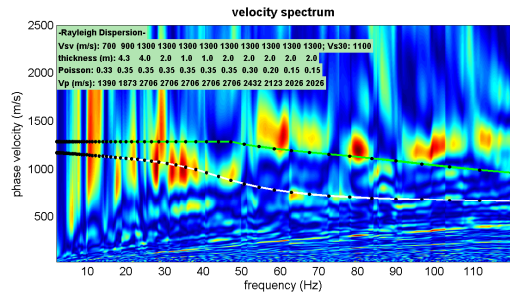 velocity spectrum
-Rayleigh Dispersion-
Vsv (m/s): 700 900 1300 1300 1300 1300 1300 1300 1300 1300; Vs30: 1100
thickness (m): 4.3 4.0 2.0 1.0 1.0 2.0 2.0 2.0 2.0 2.0
Poisson: 0.33 0.35 0.35 0.35 0.35 0.35 0.30 0.20 0.15 0.15
Vp (m/s): 1390 1873 2706 2706 2706 2706 2432 2123 2026 2026
2500
2000
1500
1000
500
phase velocity (m/s)
10 20 30 40 50 60 70 80 90 100 110
frequency (Hz)